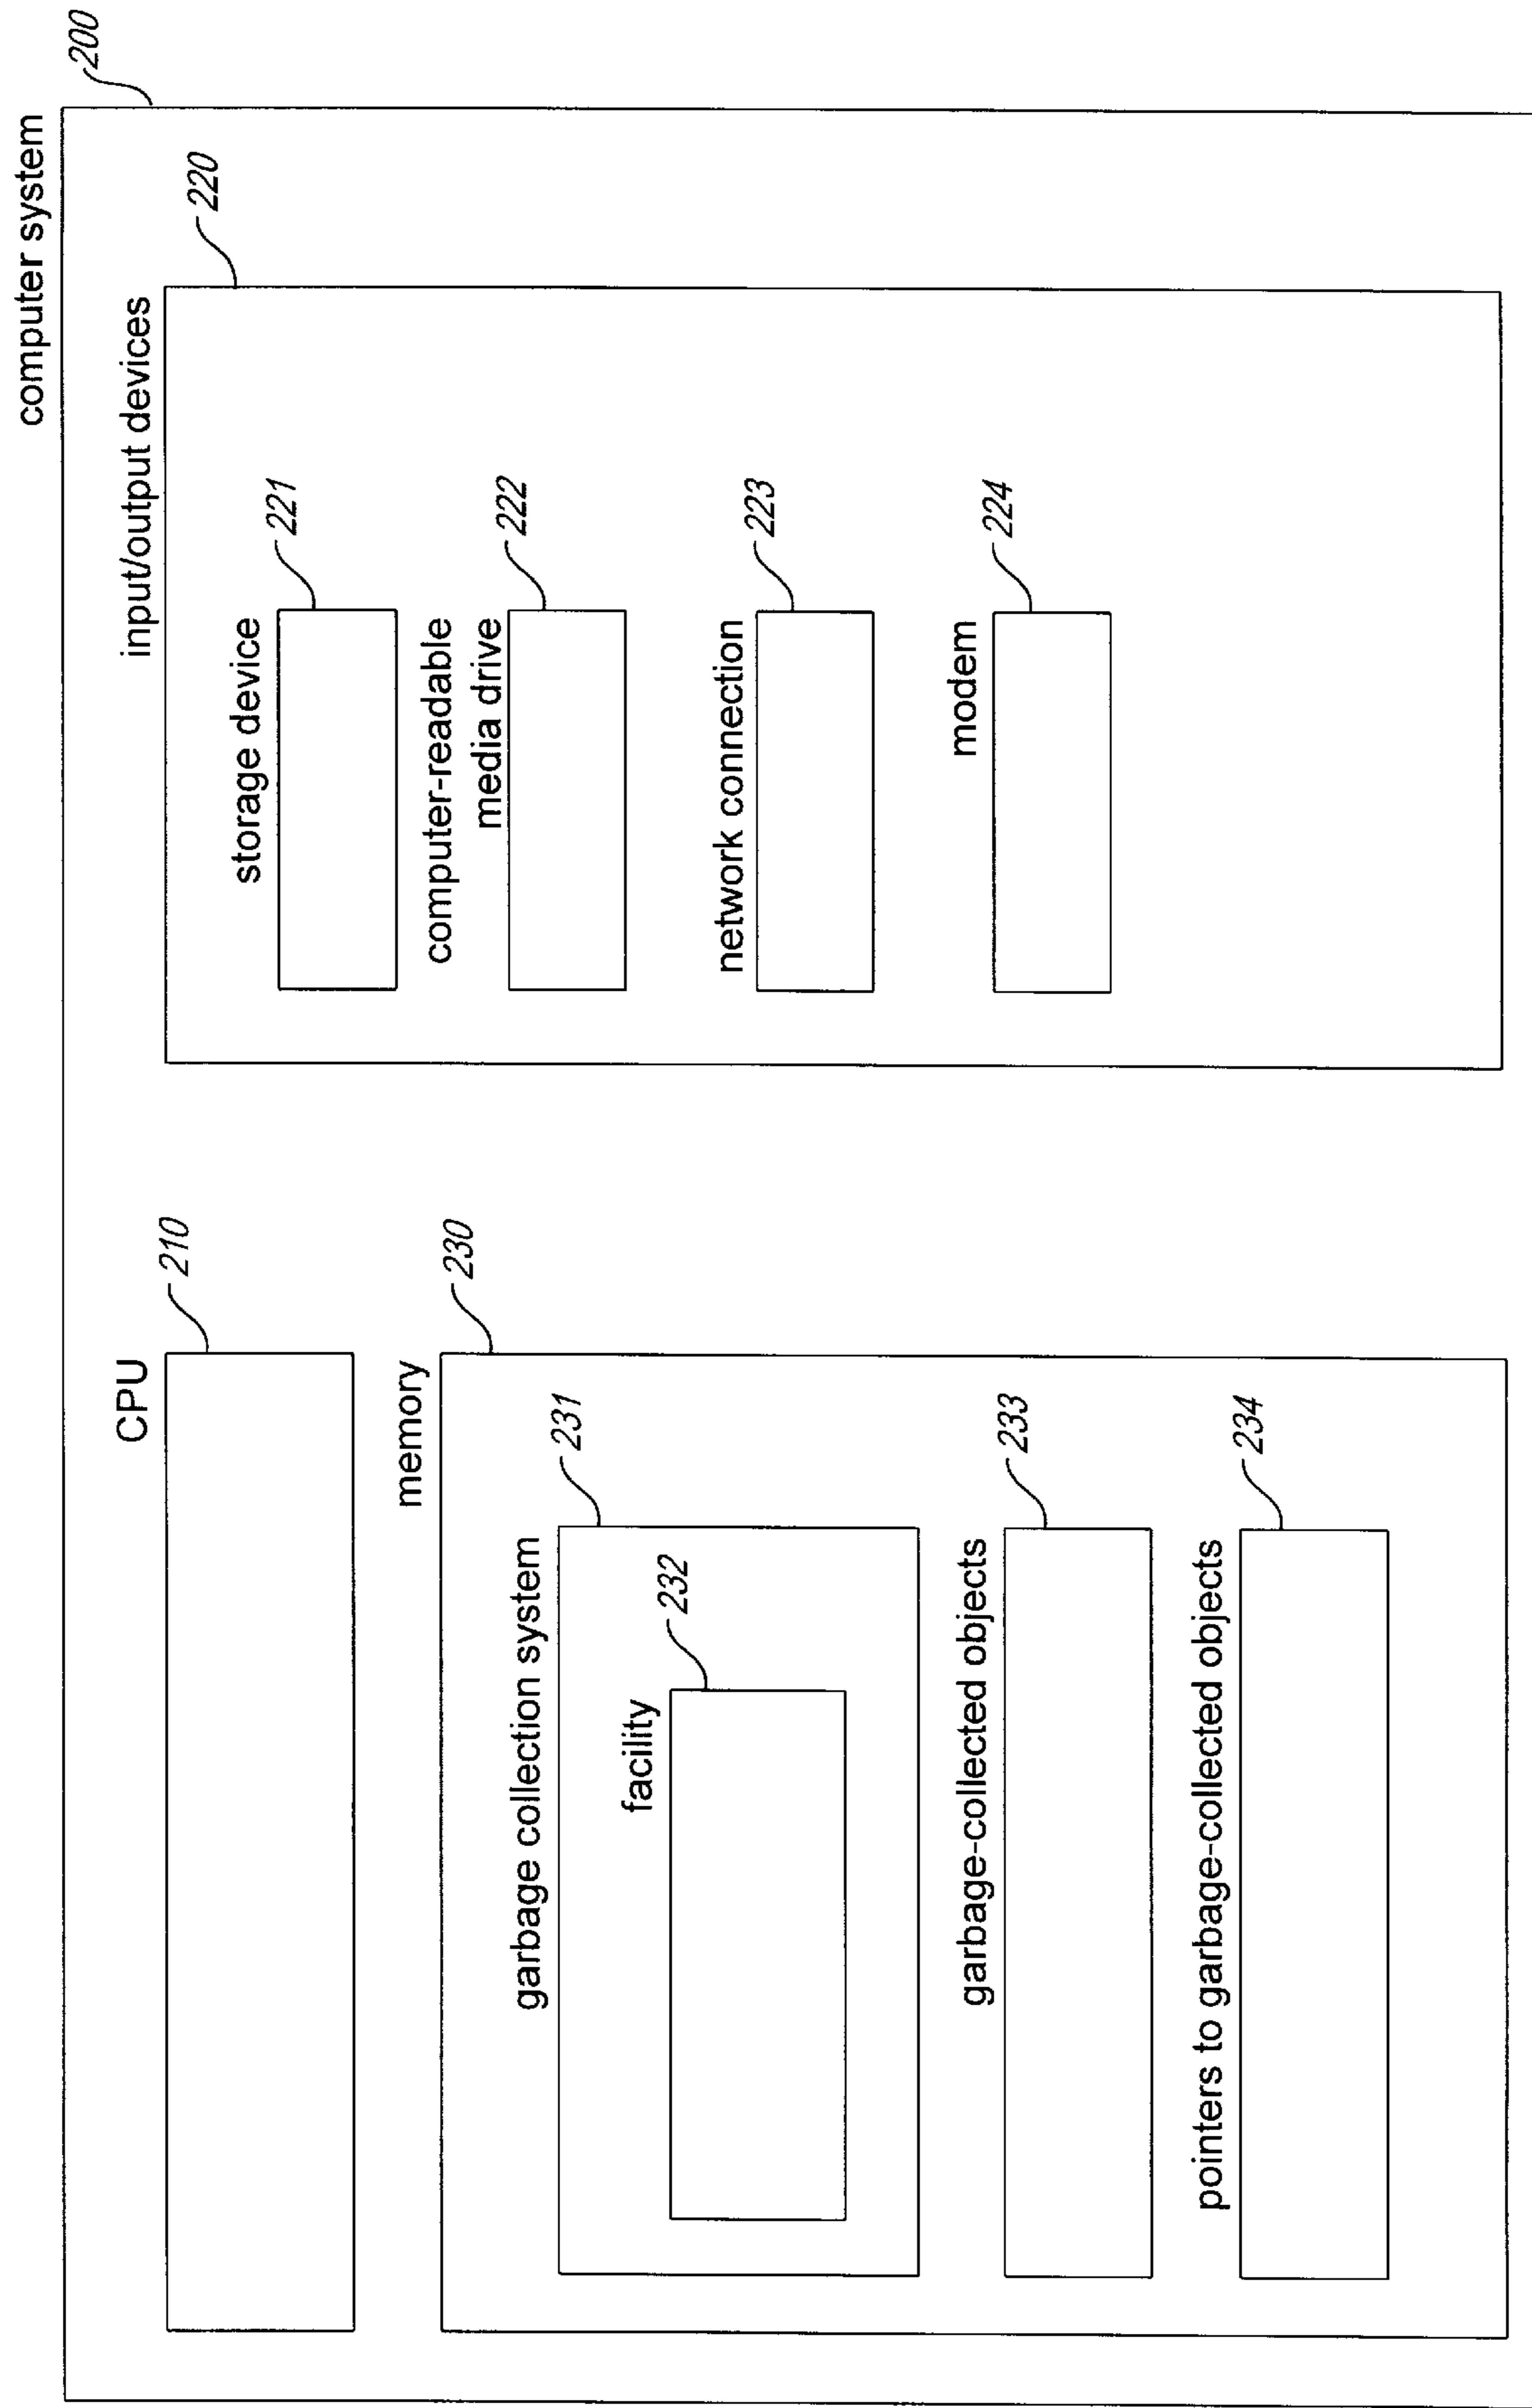 computer system
200
CPU
210
memory
230
garbage collection system
231
facility
232
garbage-collected objects
233
pointers to garbage-collected objects
234
input/output devices
220
storage device
221
computer-readable
media drive
222
network connection
223
modem
224